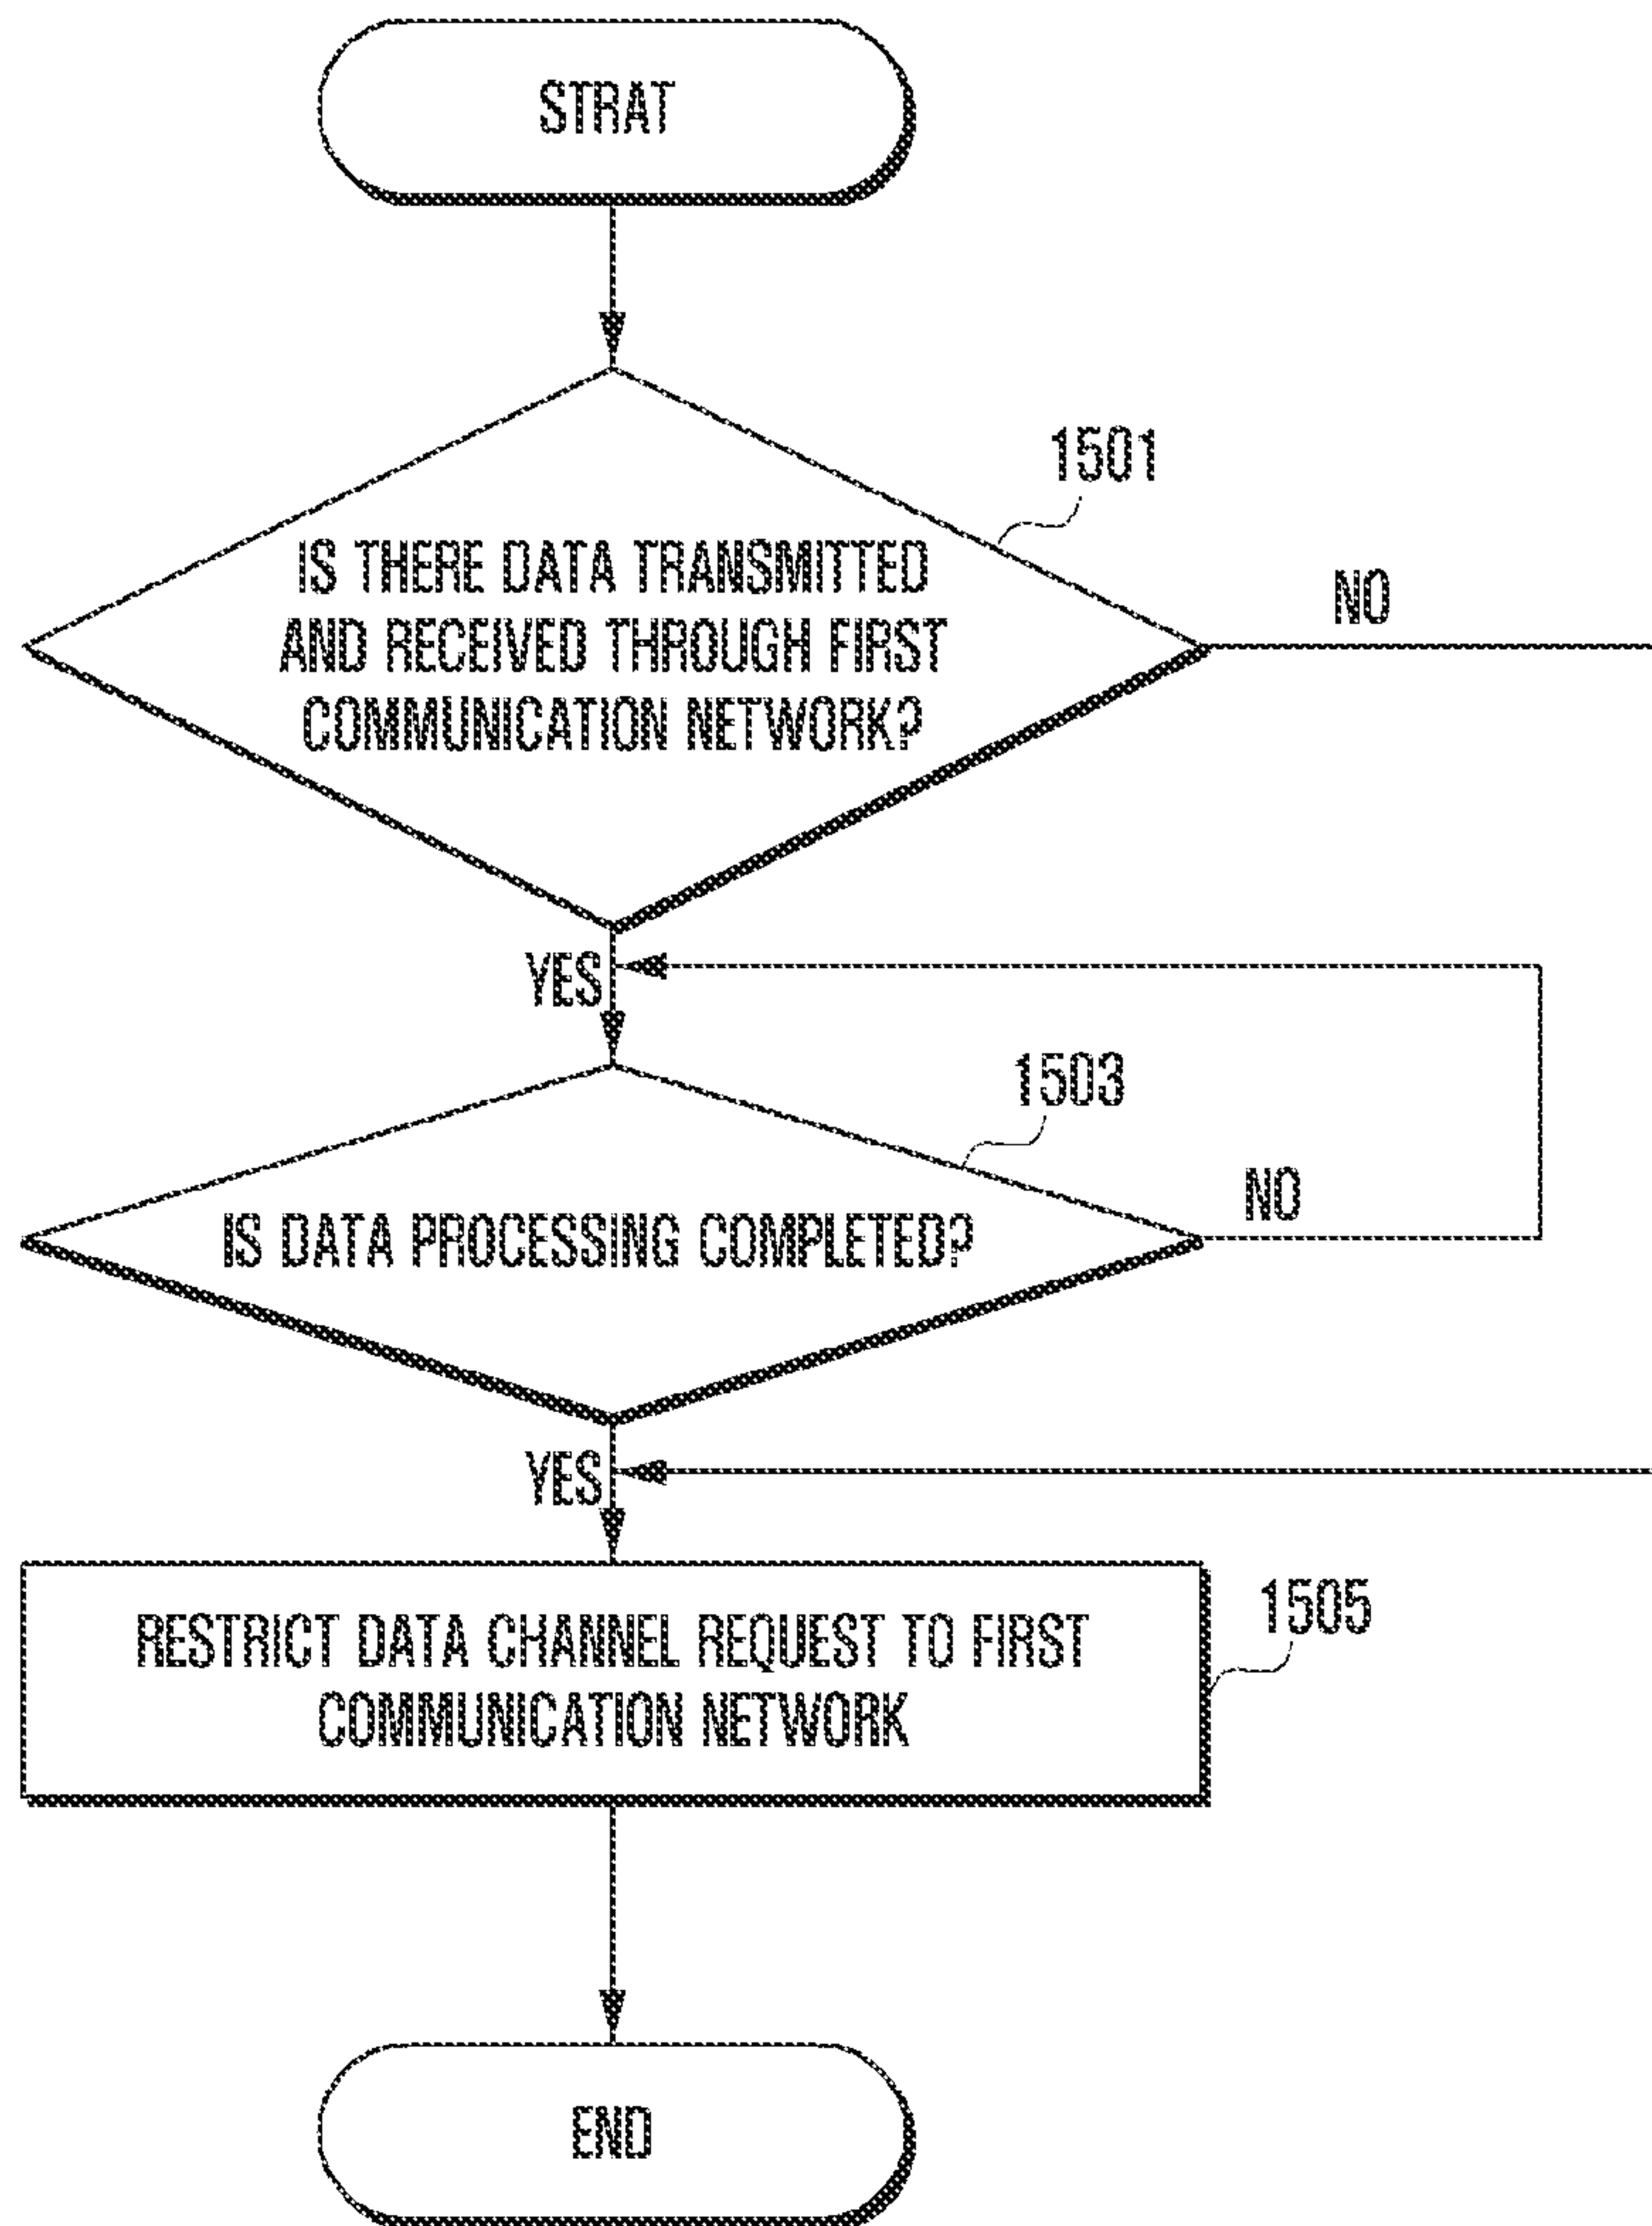 STRAT
1501
IS THERE DATA TRANSMITTED
AND RECEIVED THROUGH FIRST
COMMUNICATION NETWORK?
NO
YES
1503
IS DATA PROCESSING COMPLETED?
NO
YES
1505
RESTRICT DATA CHANNEL REQUEST TO FIRST
COMMUNICATION NETWORK
END